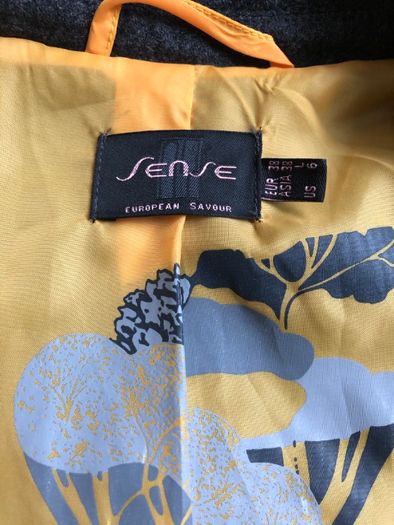 SENSE
EUROPEAN SAVOUR
EUR 38
ASIA 38
L
US 6